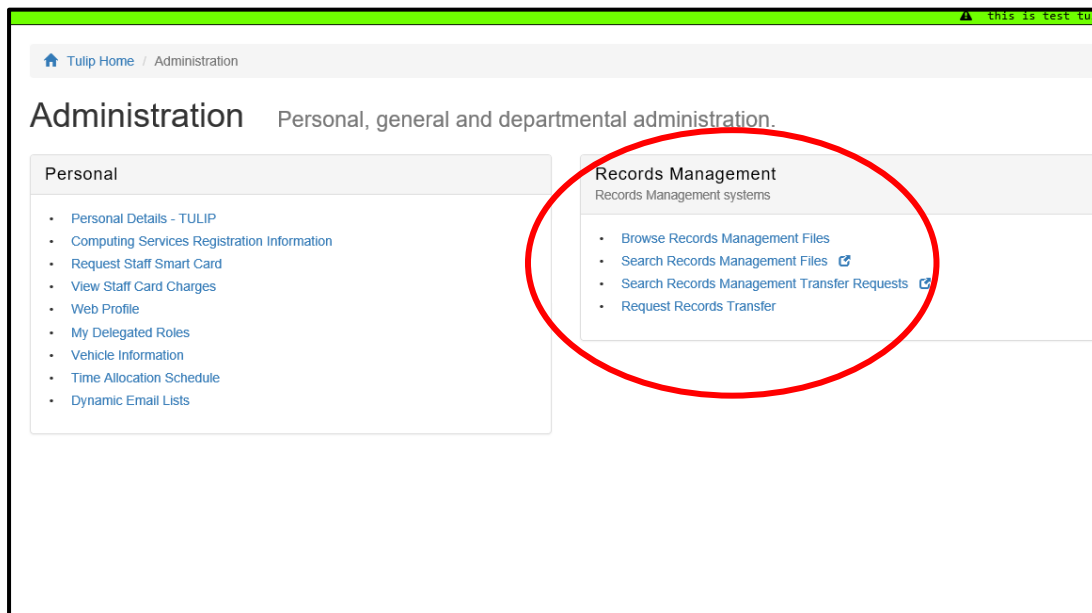 this is test tu
Tulip Home / Administration
Administration Personal, general and departmental administration.
Personal
• Personal Details - TULIP
• Computing Services Registration Information
• Request Staff Smart Card
• View Staff Card Charges
• Web Profile
• My Delegated Roles
• Vehicle Information
• Time Allocation Schedule
• Dynamic Email Lists
Records Management
Records Management systems
• Browse Records Management Files
• Search Records Management Files
• Search Records Management Transfer Requests
• Request Records Transfer